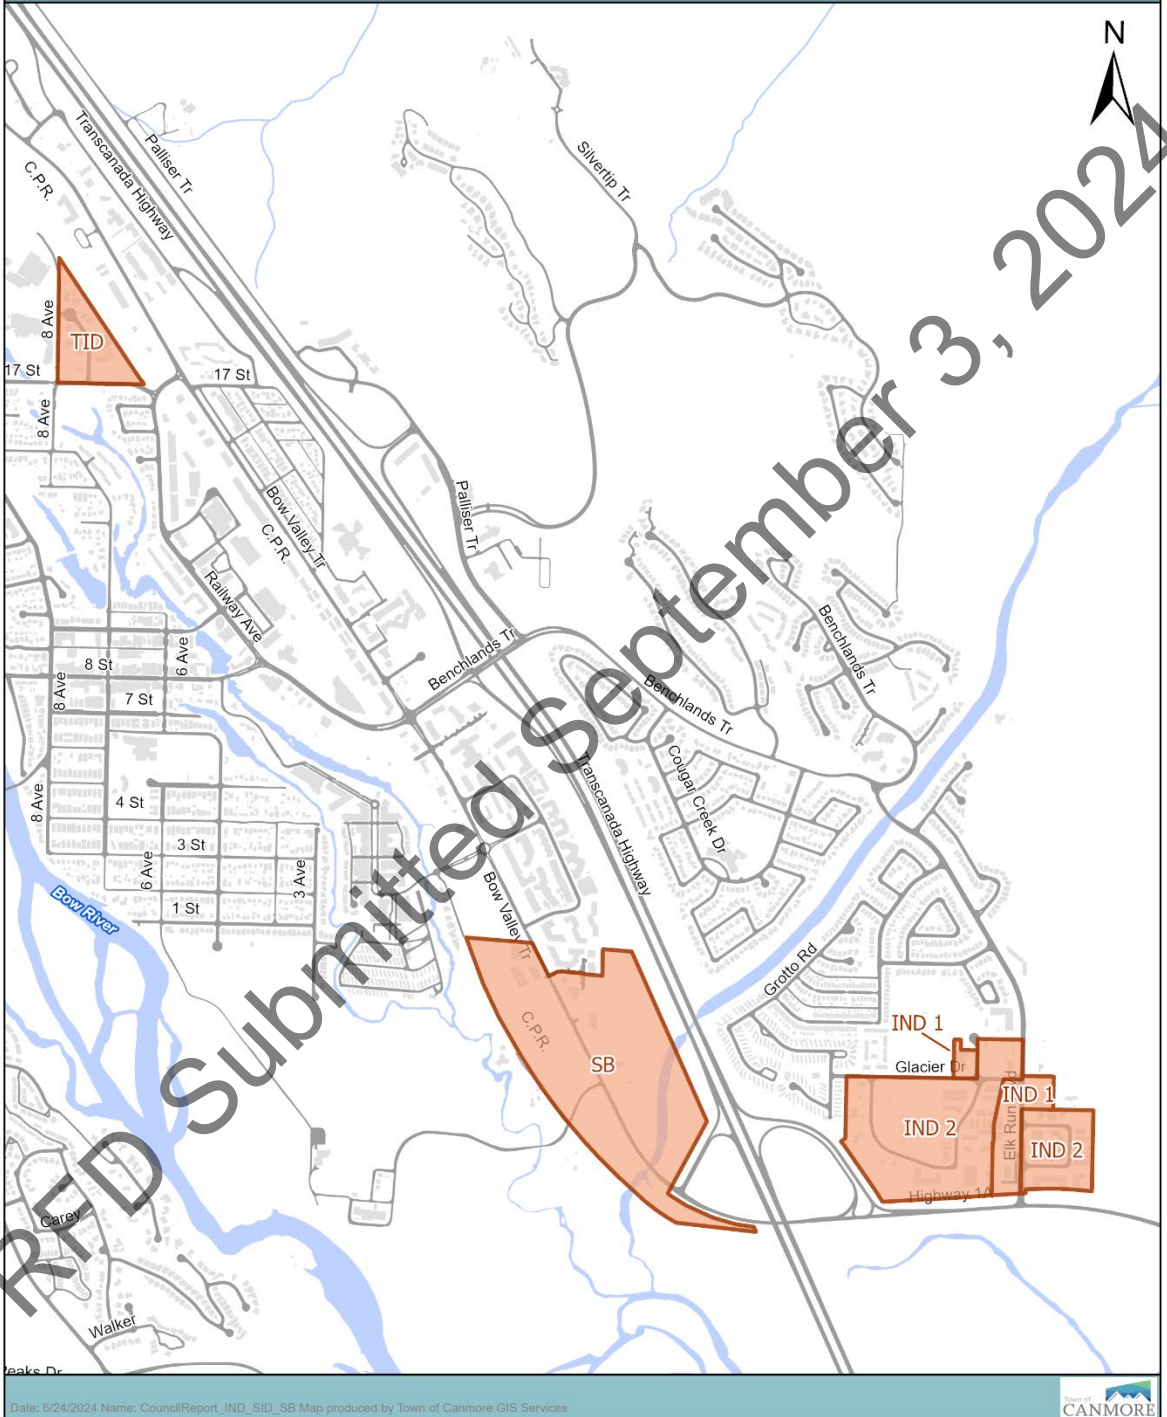 N
Transcanada Highway
Palliser Tr
C.P.R.
Silvertip Tr
8 Ave
TID
17 St
17 St
8 Ave
Palliser Tr
Bow Valley Tr
C.P.R.
Railway Ave
Benchlands Tr
Benchlands Tr
Benchlands Tr
6 Ave
8 St
8 Ave
7 St
Transcanada Highway
Cougar Creek Dr
8 Ave
4 St
3 St
6 Ave
3 Ave
1 St
Bow River
Bow Valley Tr
Grotto Rd
C.P.R.
SB
IND 1
Glacier Dr
IND 1
IND 2
Elk Run Blvd
IND 2
Highway 1A
Carey
Walker
Peaks Dr
RFD Submitted September 3, 2024
Date: 6/24/2024 Name: CouncilReport_IND_SID_SB Map produced by Town of Canmore GIS Services
Town of
CANMORE